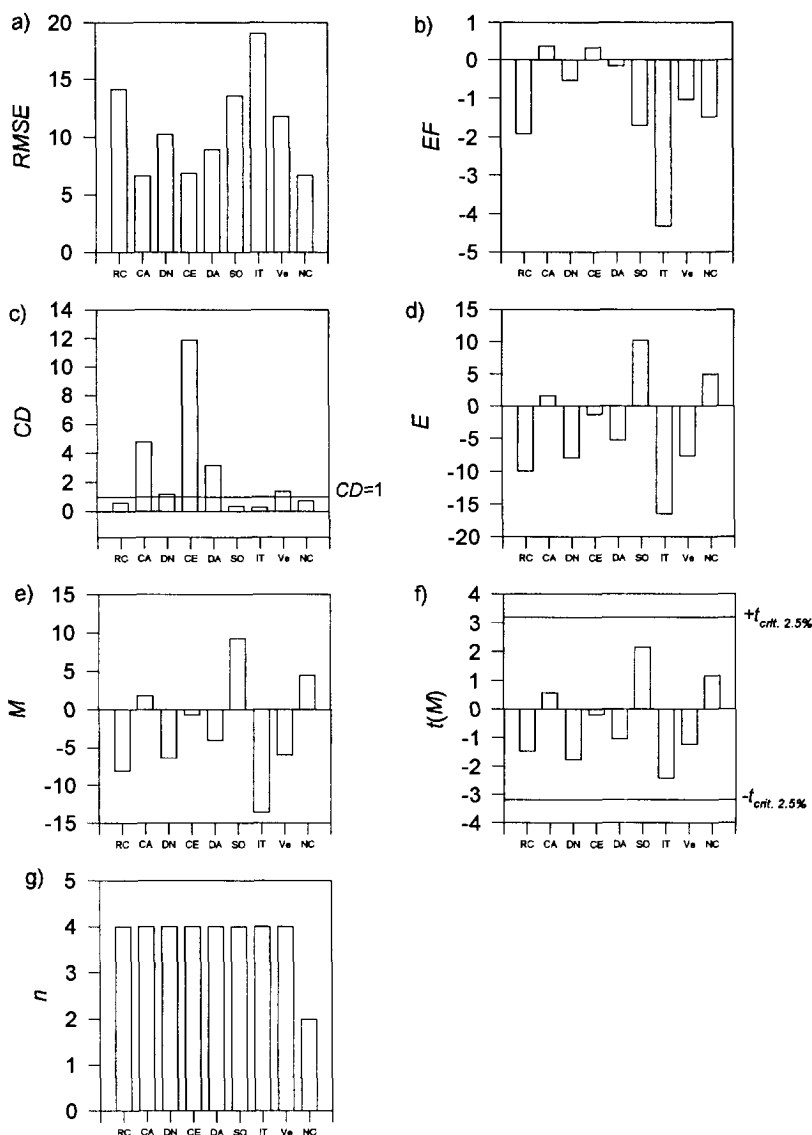 a)
RMSE
20
15
10
5
0
RC CA DN CE DA SO IT Ve NC
b)
EF
1
0
-1
-2
-3
-4
-5
RC CA DN CE DA SO IT Ve NC
c)
CD
14
12
10
8
6
4
2
0
CD=1
RC CA DN CE DA SO IT Ve NC
d)
E
15
10
5
0
-5
-10
-15
-20
RC CA DN CE DA SO IT Ve NC
e)
M
15
10
5
0
-5
-10
-15
RC CA DN CE DA SO IT Ve NC
f)
t(M)
4
3
2
1
0
-1
-2
-3
-4
+tcrit. 2.5%
-tcrit. 2.5%
RC CA DN CE DA SO IT Ve NC
g)
n
5
4
3
2
1
0
RC CA DN CE DA SO IT Ve NC